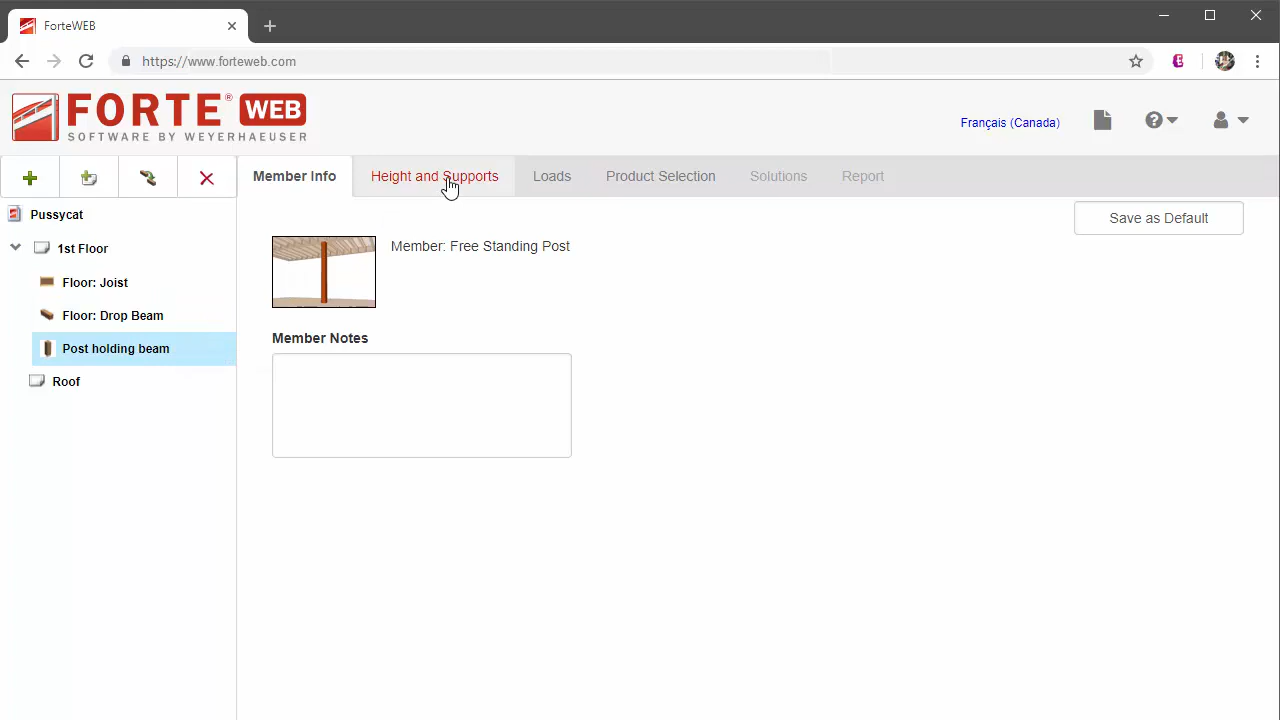 ForteWEB
https://www.forteweb.com
FORTE® WEB
SOFTWARE BY WEYERHAEUSER
Français (Canada)
Member Info
Height and Supports
Loads
Product Selection
Solutions
Report
Pussycat
1st Floor
Floor: Joist
Floor: Drop Beam
Post holding beam
Roof
Save as Default
Member: Free Standing Post
Member Notes